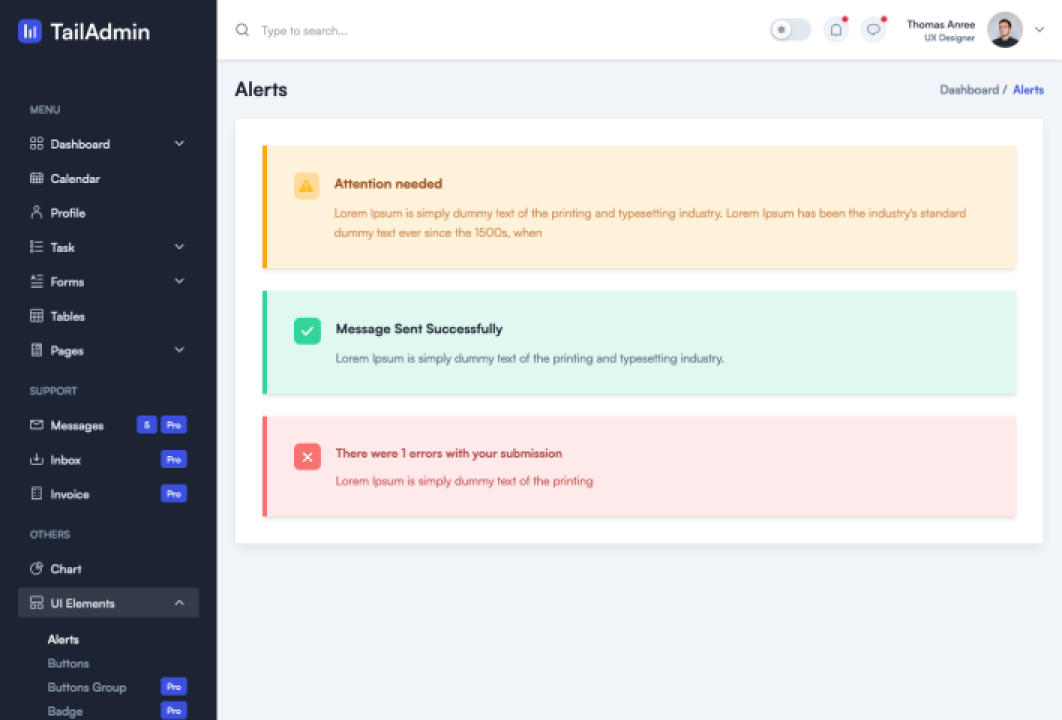 TailAdmin
MENU
Dashboard
Calendar
Profile
Task
Forms
Tables
Pages
SUPPORT
Messages 5 Pro
Inbox Pro
Invoice Pro
OTHERS
Chart
UI Elements
Alerts
Buttons
Buttons Group Pro
Badge Pro
Type to search...
Thomas Anree
UX Designer
Alerts
Dashboard / Alerts
Attention needed
Lorem Ipsum is simply dummy text of the printing and typesetting industry. Lorem Ipsum has been the industry's standard
dummy text ever since the 1500s, when
Message Sent Successfully
Lorem Ipsum is simply dummy text of the printing and typesetting industry.
There were 1 errors with your submission
Lorem Ipsum is simply dummy text of the printing